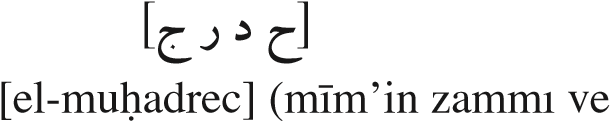 [ح د ر ج]
[el-muḥadrec] (mīm’in zammı ve